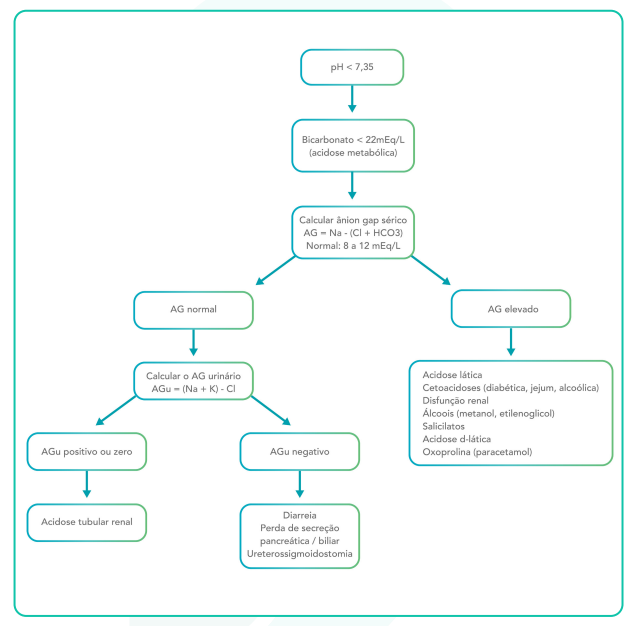 pH < 7,35
Bicarbonato < 22mEq/L
(acidose metabólica)
Calcular ânion gap sérico
AG = Na - (Cl + HCO3)
Normal: 8 a 12 mEq/L
AG normal
AG elevado
Calcular o AG urinário
AGu = (Na + K) - Cl
Acidose lática
Cetoacidoses (diabética, jejum, alcoólica)
Disfunção renal
Álcoois (metanol, etilenoglicol)
Salicilatos
Acidose d-lática
Oxoprolina (paracetamol)
AGu positivo ou zero
AGu negativo
Acidose tubular renal
Diarreia
Perda de secreção
pancreática / biliar
Ureterossigmoidostomia